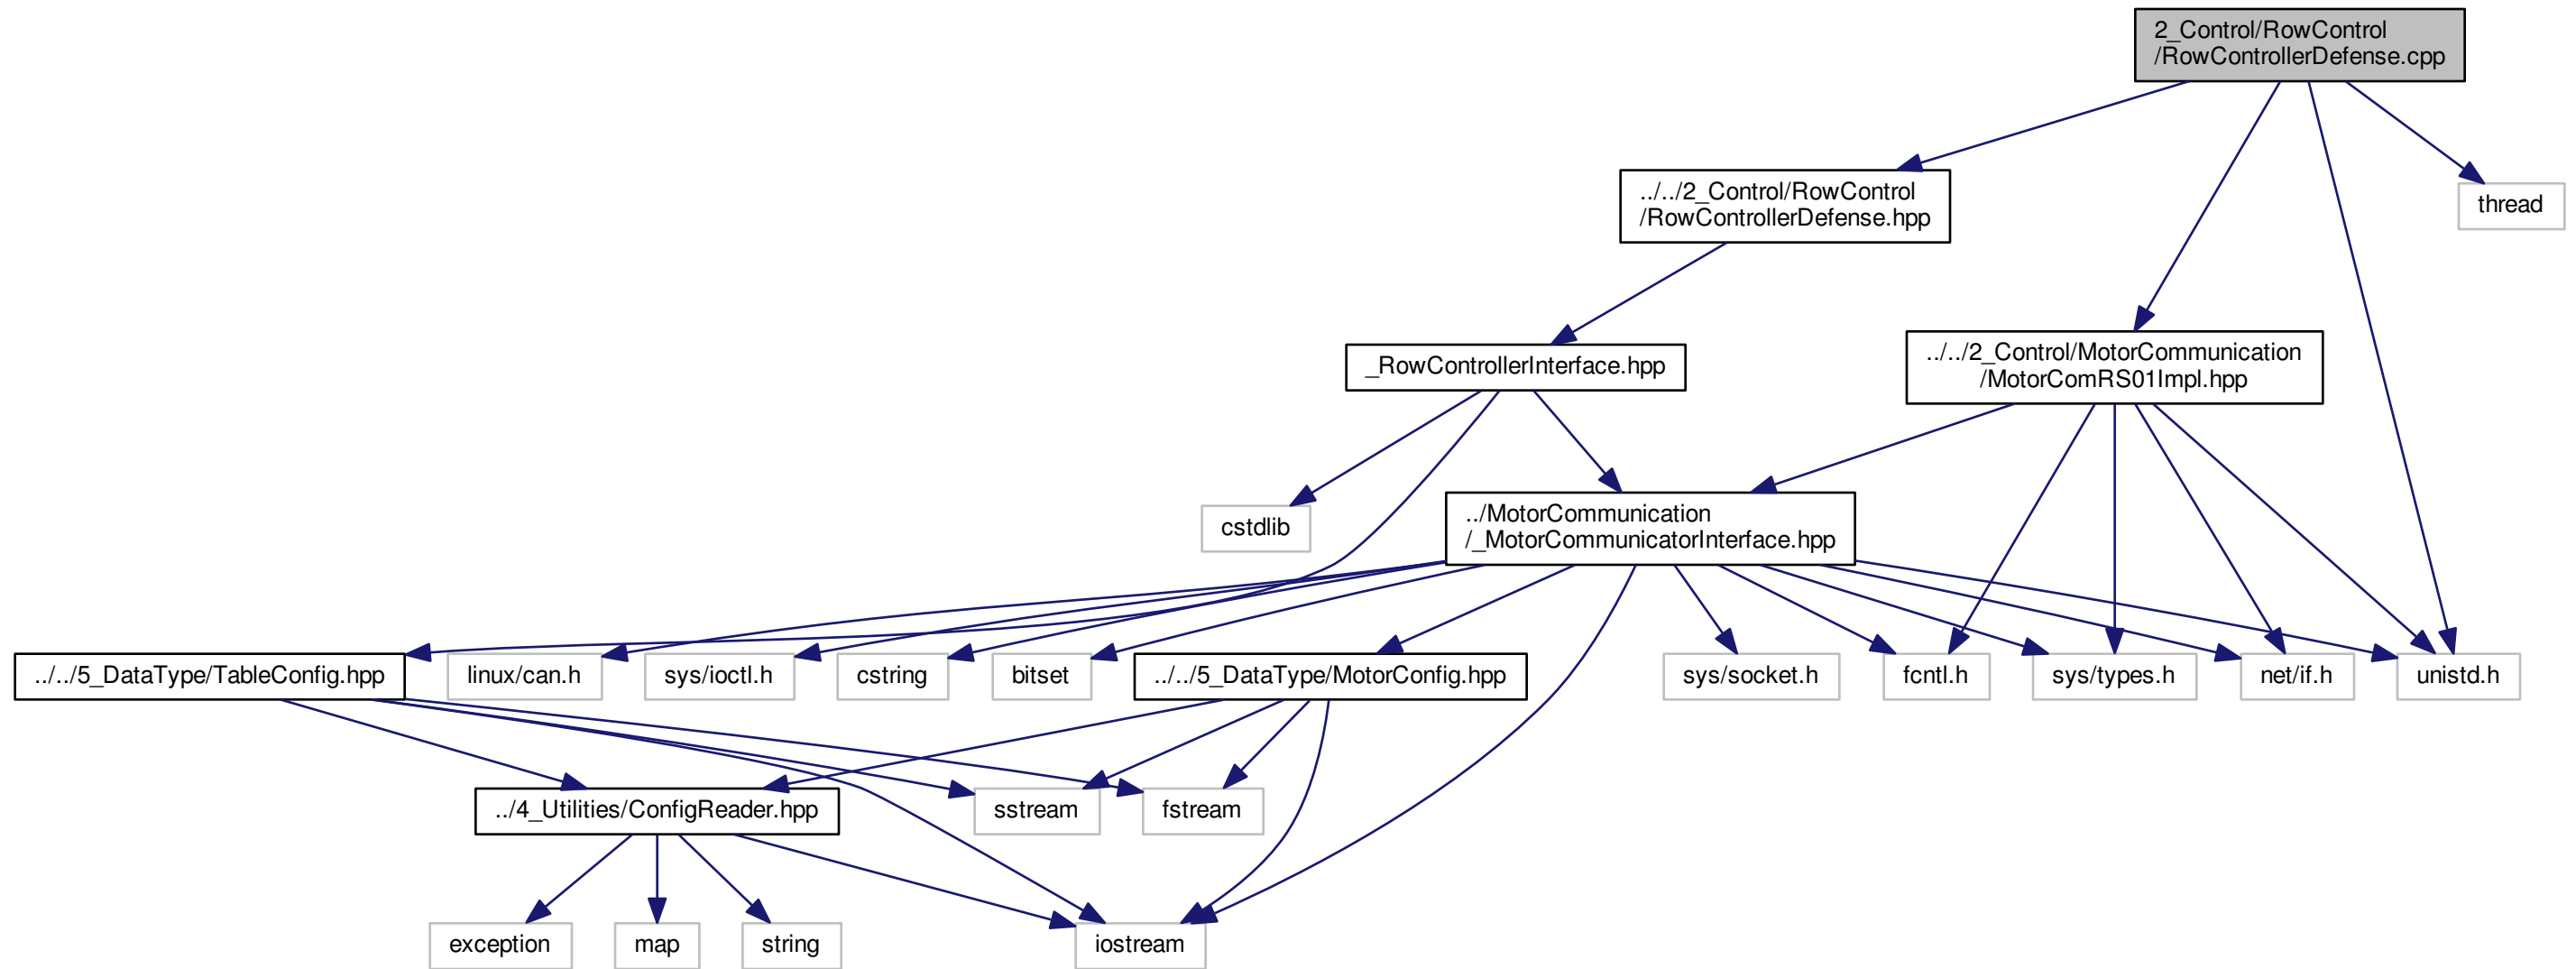 2_Control/RowControl
/RowControllerDefense.cpp
../../2_Control/RowControl
/RowControllerDefense.hpp
thread
_RowControllerInterface.hpp
../../2_Control/MotorCommunication
/MotorComRS01Impl.hpp
cstdlib
../MotorCommunication
/_MotorCommunicatorInterface.hpp
../../5_DataType/TableConfig.hpp
linux/can.h
sys/ioctl.h
cstring
bitset
../../5_DataType/MotorConfig.hpp
sys/socket.h
fcntl.h
sys/types.h
net/if.h
unistd.h
../4_Utilities/ConfigReader.hpp
sstream
fstream
exception
map
string
iostream